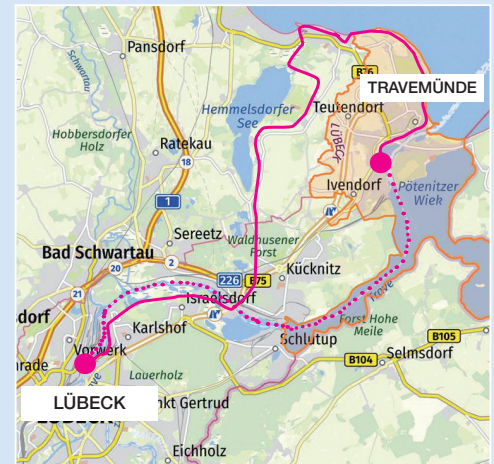 Pansdorf
Schwartau
B76
TRAVEMÜNDE
Hemmelsdorfer
See
Teutendorf
Hobbersdorfer
Holz
Ratekau
18
LÜBECK
Ivendorf
Pötenitzer
Wiek
1
Sereetz
Waldhusener
Forst
Bad Schwartau
20
2
226
B75
Kücknitz
21
Israelsdorf
Trave
sdorf
Karlshof
Forst Hohe
Meile
B105
Vorwerk
Schlutup
nrade
B104
Selmsdorf
Lauerholz
LÜBECK
nkt Gertrud
Eichholz